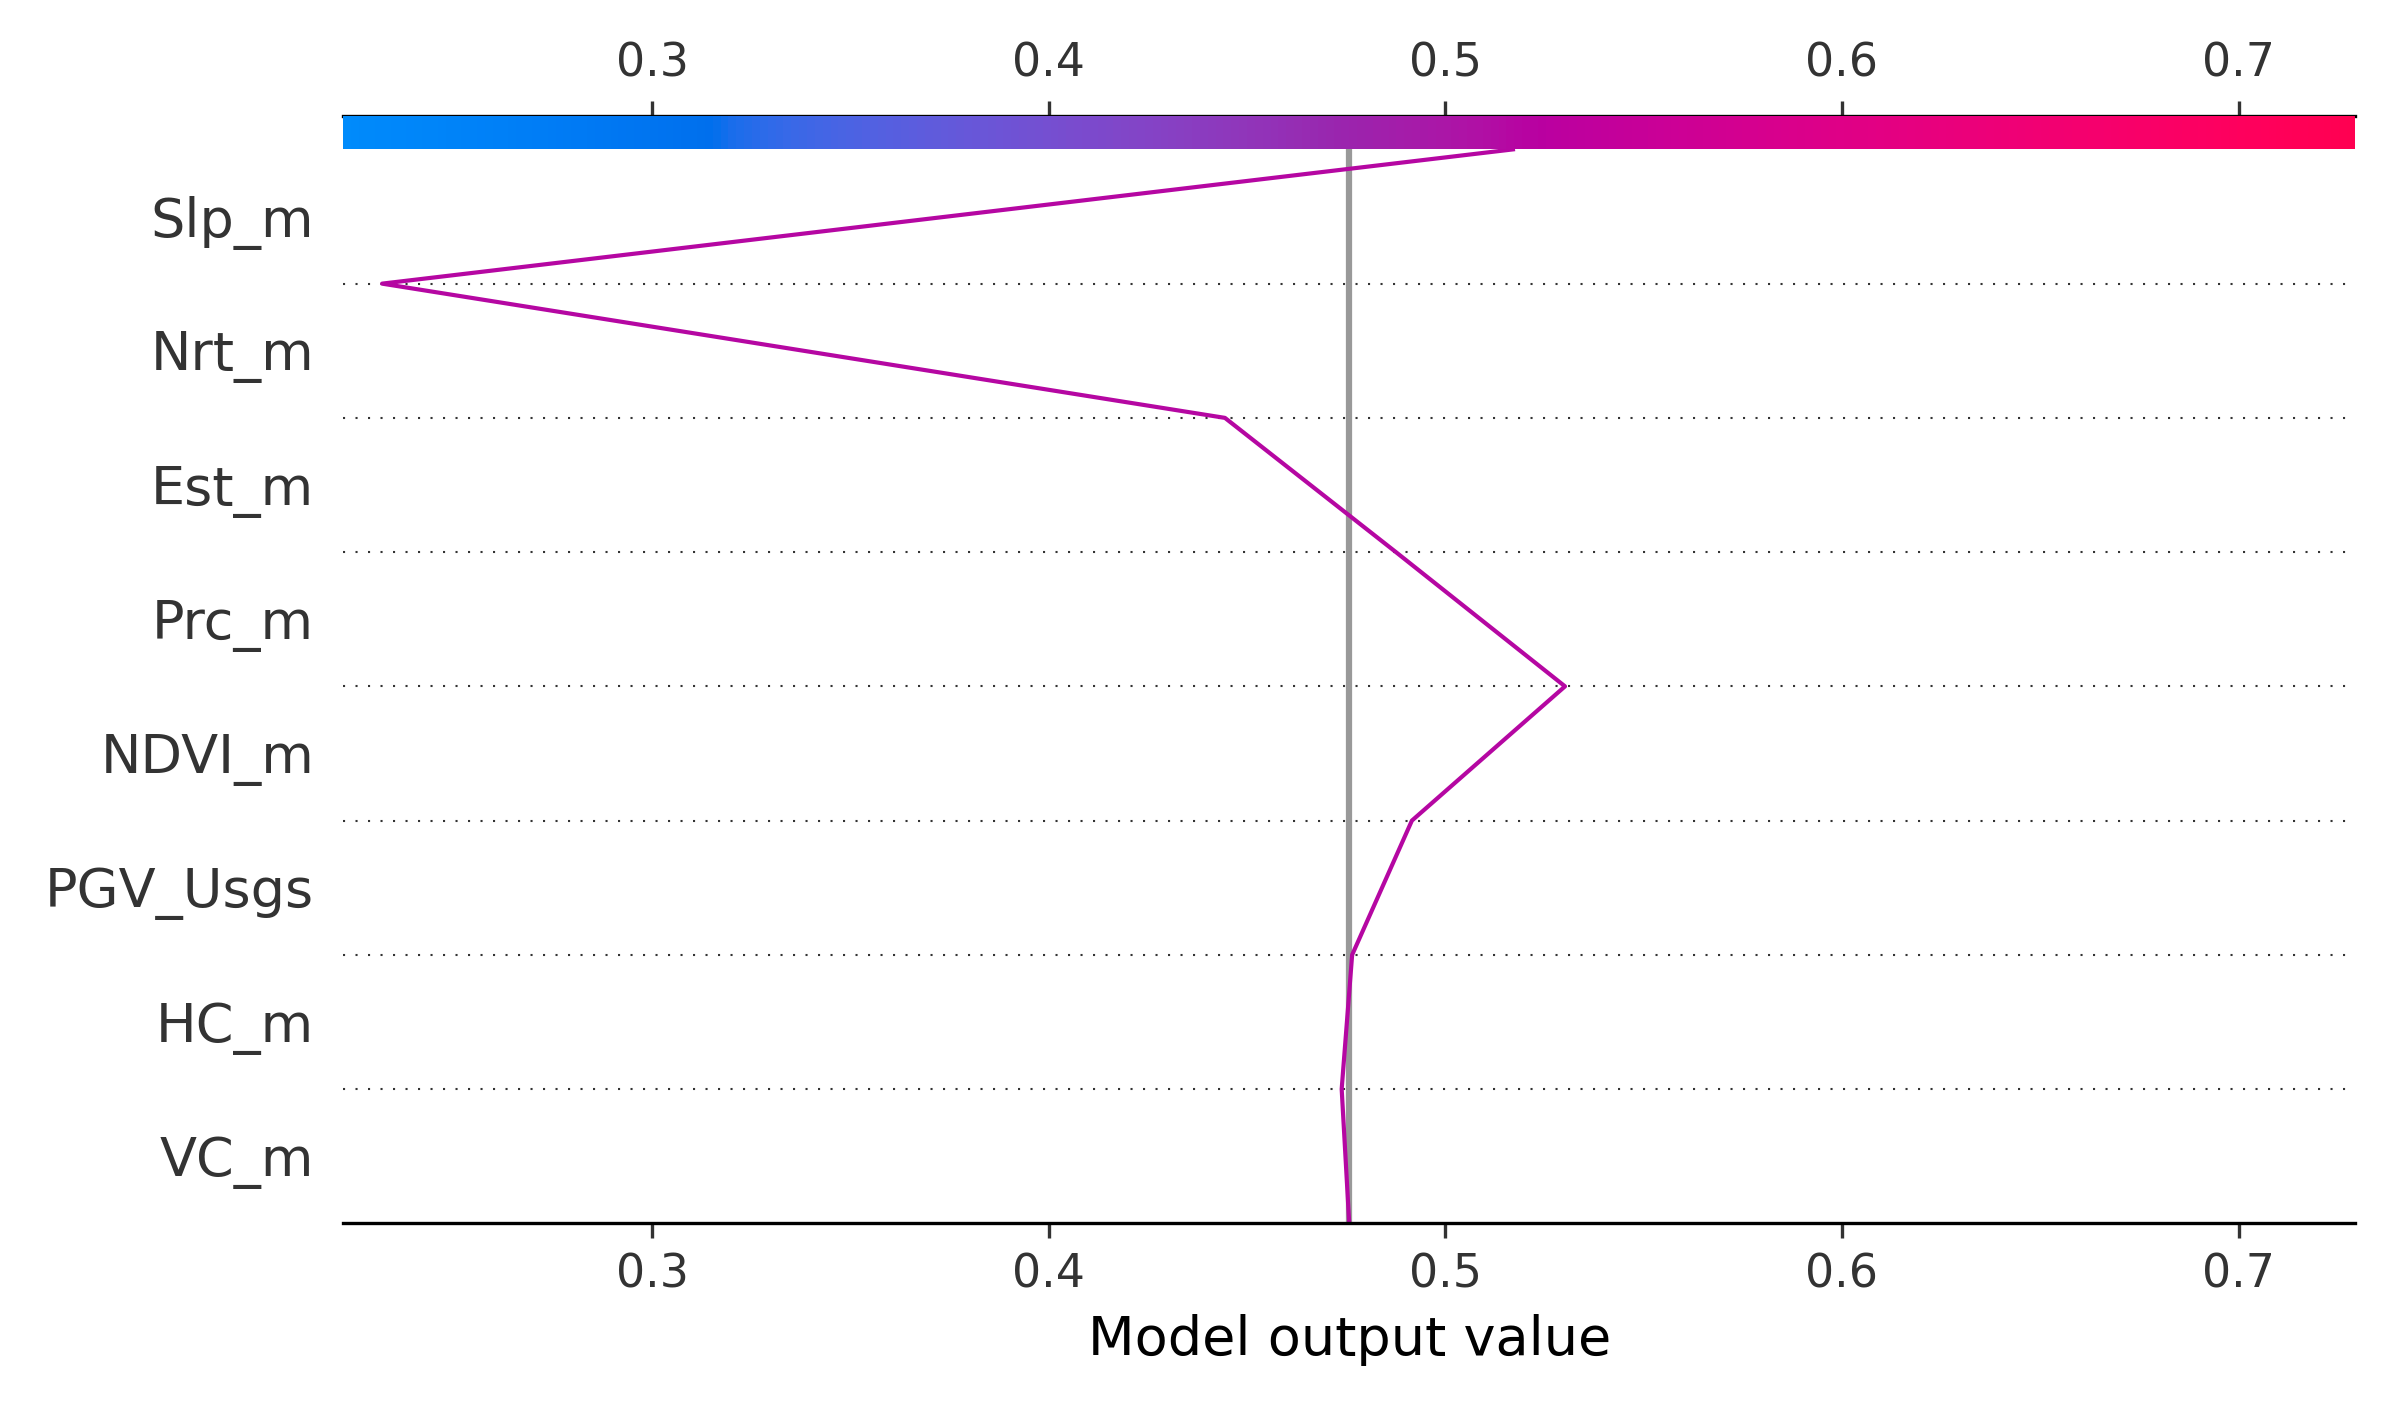 0.3 0.4 0.5 0.6 0.7
Slp_m
Nrt_m
Est_m
Prc_m
NDVI_m
PGV_Usgs
HC_m
VC_m
0.3 0.4 0.5 0.6 0.7
Model output value